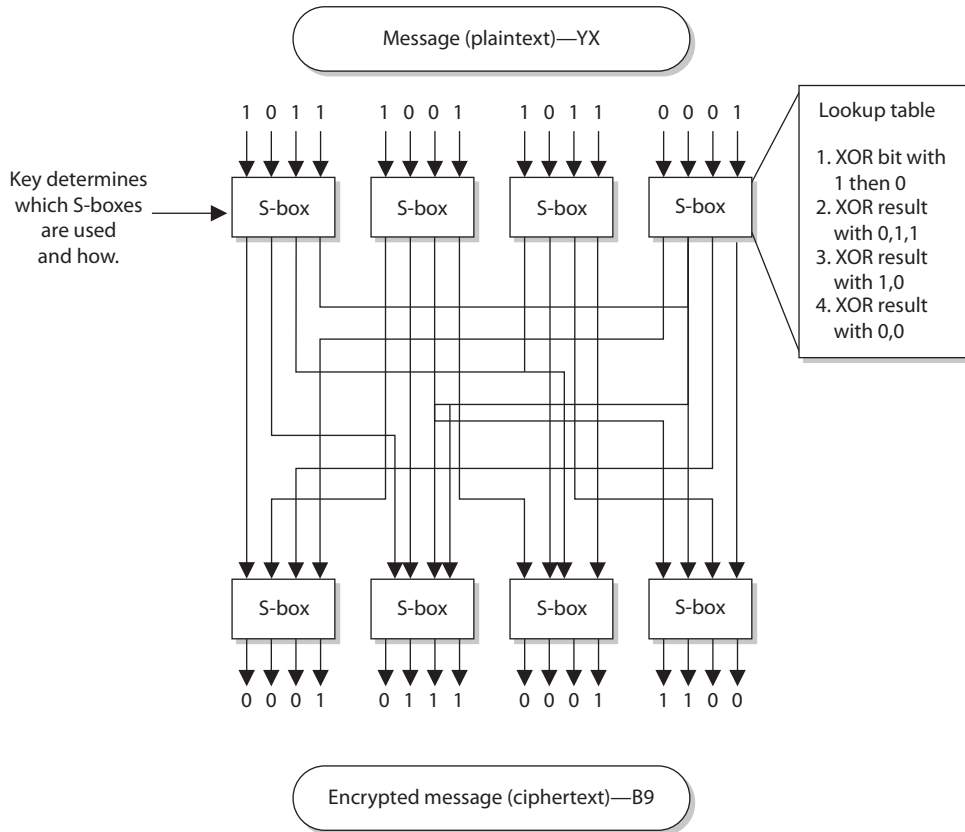 Message (plaintext)—YX
1 0 1 1 1 0 0 1 1 0 1 1 0 0 0 1
Key determines
which S-boxes
are used
and how.
S-box S-box S-box S-box
Lookup table
1. XOR bit with
1 then 0
2. XOR result
with 0,1,1
3. XOR result
with 1,0
4. XOR result
with 0,0
S-box S-box S-box S-box
0 0 0 1 0 1 1 1 0 0 0 1 1 1 0 0
Encrypted message (ciphertext)—B9